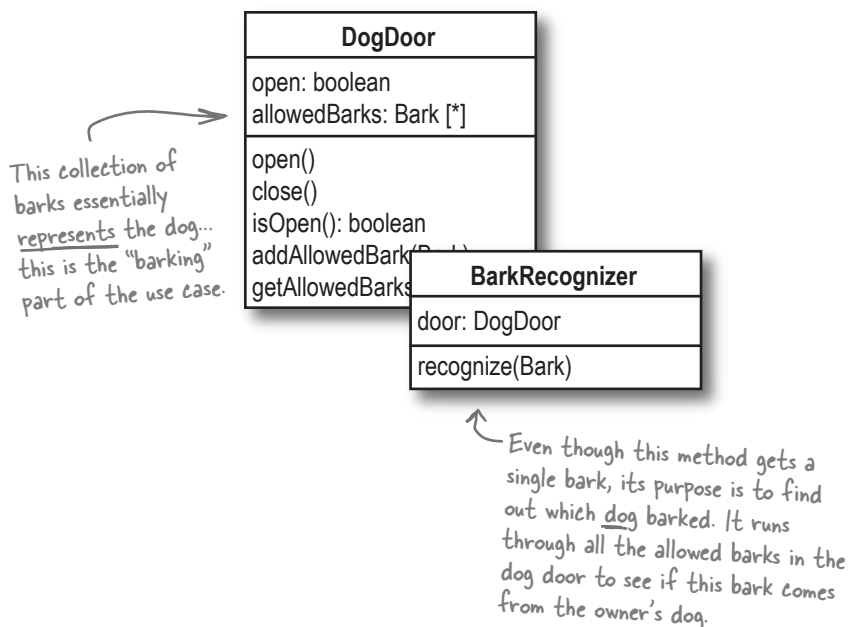 DogDoor
open: boolean
allowedBarks: Bark [*]
open()
close()
isOpen(): boolean
addAllowedBark(
getAllowedBarks
This collection of
barks essentially
represents the dog...
this is the "barking"
part of the use case.
BarkRecognizer
door: DogDoor
recognize(Bark)
Even though this method gets a
single bark, its purpose is to find
out which dog barked. It runs
through all the allowed barks in the
dog door to see if this bark comes
from the owner's dog.